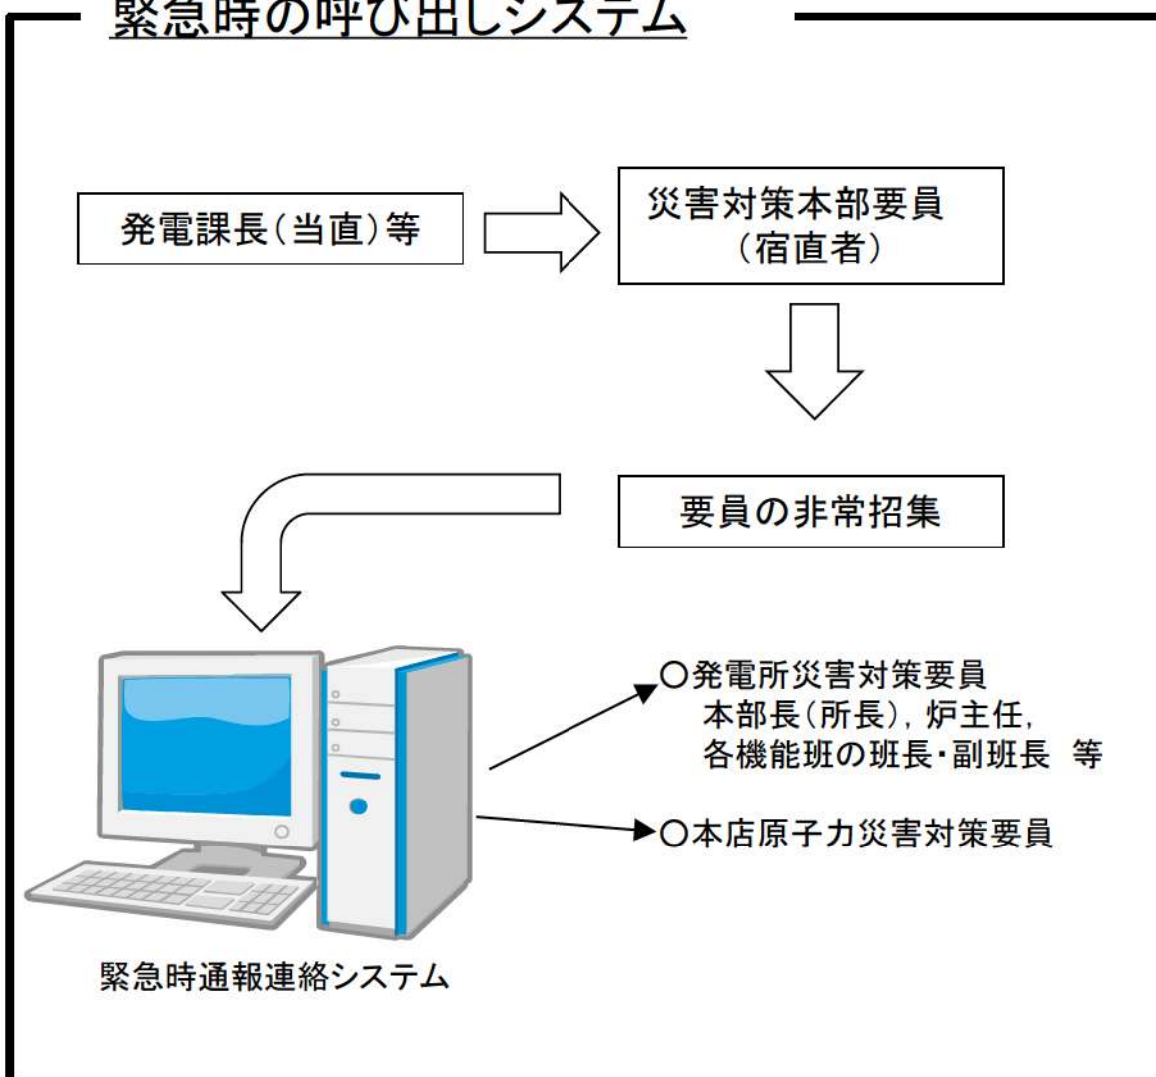 緊急時の呼び出しシステム
発電課長(当直)等
災害対策本部要員
(宿直者)
要員の非常招集
○発電所災害対策要員
本部長(所長),炉主任,
各機能班の班長・副班長 等
○本店原子力災害対策要員
緊急時通報連絡システム